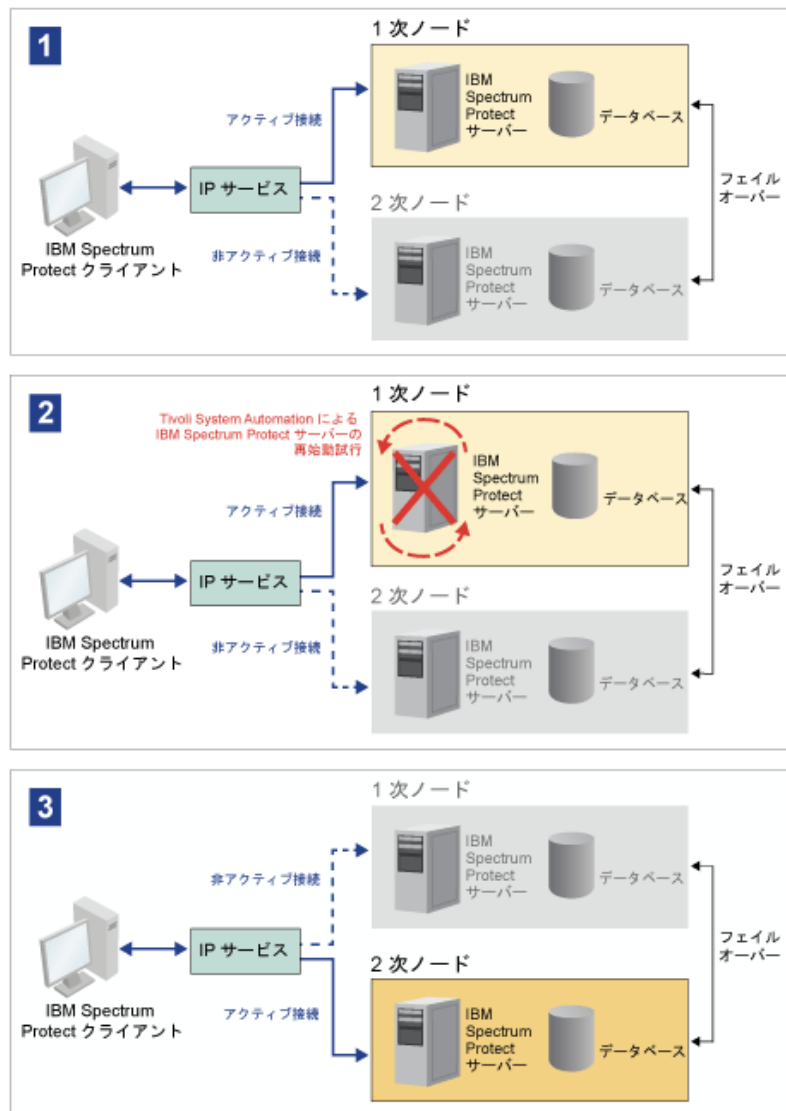 1
1 次ノード
IBM
Spectrum
Protect
サーバー
データベース
アクティブ接続
IP サービス
非アクティブ接続
IBM Spectrum
Protect クライアント
2 次ノード
IBM
Spectrum
Protect
サーバー
データベース
フェイル
オーバー
2
Tivoli System Automation による
IBM Spectrum Protect サーバーの
再始動試行
1 次ノード
IBM
Spectrum
Protect
サーバー
データベース
アクティブ接続
IP サービス
非アクティブ接続
IBM Spectrum
Protect クライアント
2 次ノード
IBM
Spectrum
Protect
サーバー
データベース
フェイル
オーバー
3
1 次ノード
IBM
Spectrum
Protect
サーバー
データベース
非アクティブ接続
IP サービス
アクティブ接続
IBM Spectrum
Protect クライアント
2 次ノード
IBM
Spectrum
Protect
サーバー
データベース
フェイル
オーバー